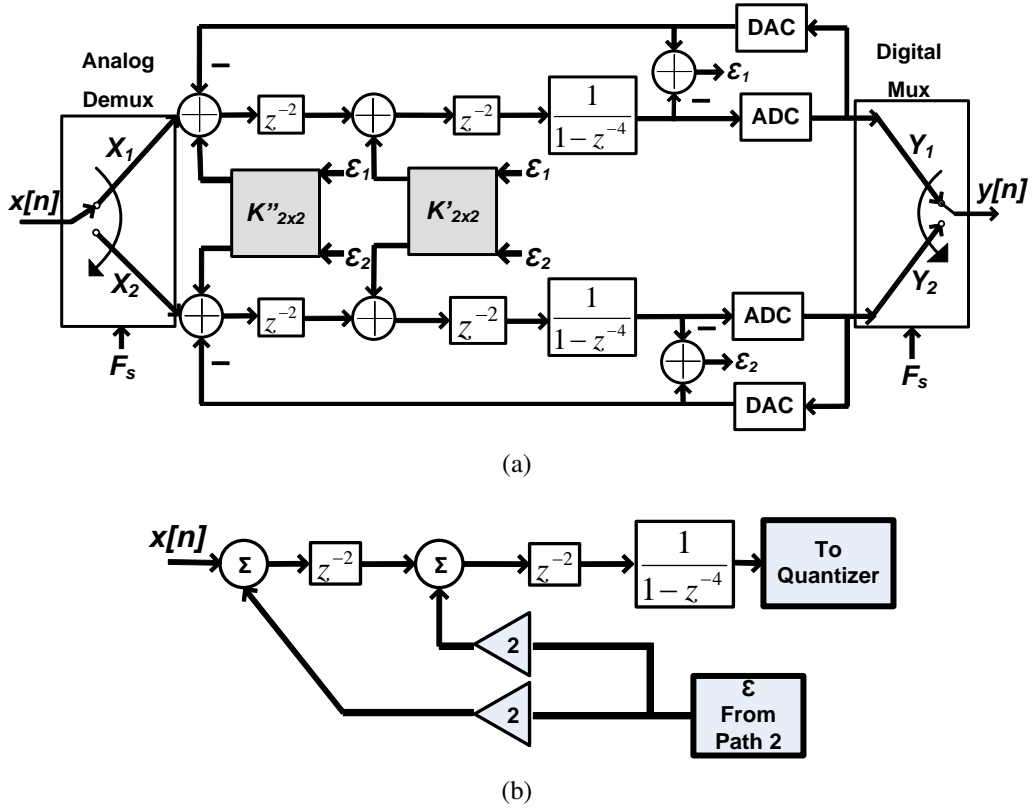 DAC
Analog
Demux
ε1
Digital
Mux
−
−
X1
z^{-2}
z^{-2}
1
1− z^{-4}
ADC
Y1
x[n]
K''2x2
ε1
K'2x2
ε1
y[n]
ε2
ε2
X2
z^{-2}
z^{-2}
1
1− z^{-4}
−
ADC
Y2
−
ε2
Fs
Fs
DAC
(a)
x[n]
Σ
z^{-2}
Σ
z^{-2}
1
1− z^{-4}
To
Quantizer
2
2
ε
From
Path 2
(b)